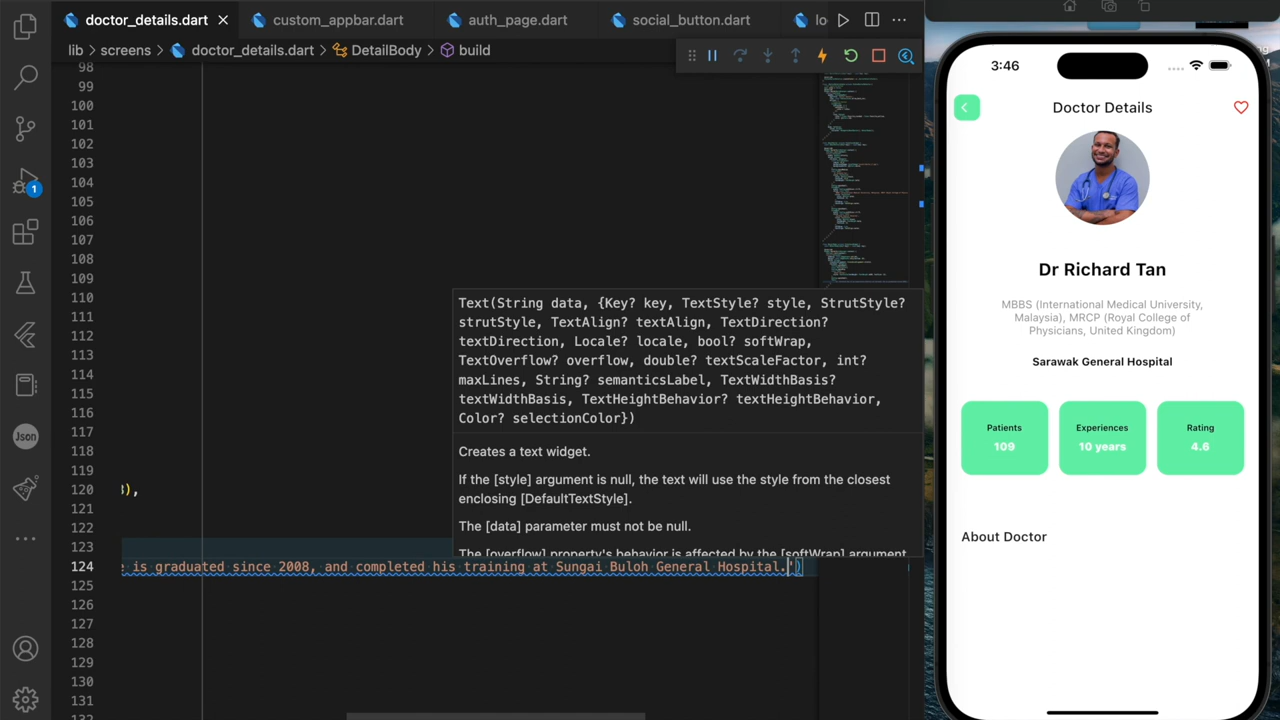 doctor_details.dart
custom_appbar.dart
auth_page.dart
social_button.dart
lo
lib > screens > doctor_details.dart > DetailBody > build
98
99
100
101
102
103
104
105
106
107
108
109
110
111
112
113
114
115
116
117
118
119
120
3),
121
122
123
124
e is graduated since 2008, and completed his training at Sungai Buloh General Hospital.')
125
126
127
128
129
130
131
1
Json
Text(String data, {Key? key, TextStyle? style, StrutStyle?
utStyle, TextAlign? textAlign, TextDirection?
textDirection, Locale? locale, bool? softWrap,
TextOverflow? overflow, double? textScaleFactor, int?
maxLines, String? semanticsLabel, TextWidthBasis?
textWidthBasis, TextHeightBehavior? textHeightBehavior,
Color? selectionColor})
Creates a text widget.
If the [style] argument is null, the text will use the style from the closest
enclosing [DefaultTextStyle].
The [data] parameter must not be null.
The [overflow] property's behavior is affected by the [softWrap] argument
3:46
Doctor Details
Dr Richard Tan
MBBS (International Medical University,
Malaysia), MRCP (Royal College of
Physicians, United Kingdom)
Sarawak General Hospital
Patients
109
Experiences
10 years
Rating
4.6
About Doctor